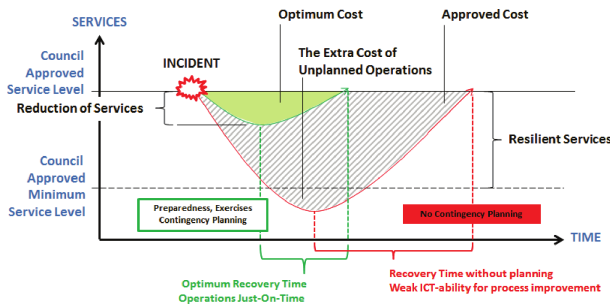 Optimum Cost
Approved Cost
SERVICES
INCIDENT
The Extra Cost of
Unplanned Operations
Council
Approved
Service Level
Reduction of Services
Resilient Services
Council
Approved
Minimum
Service Level
Preparedness, Exercises
Contingency Planning
No Contingency Planning
TIME
Optimum Recovery Time
Operations Just-On-Time
Recovery Time without planning
Weak ICT-ability for process improvement